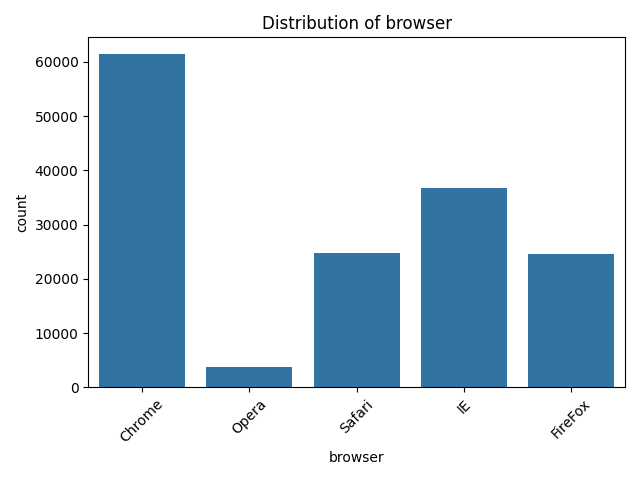 Distribution of browser
count
60000
50000
40000
30000
20000
10000
0
Chrome
Opera
Safari
IE
FireFox
browser